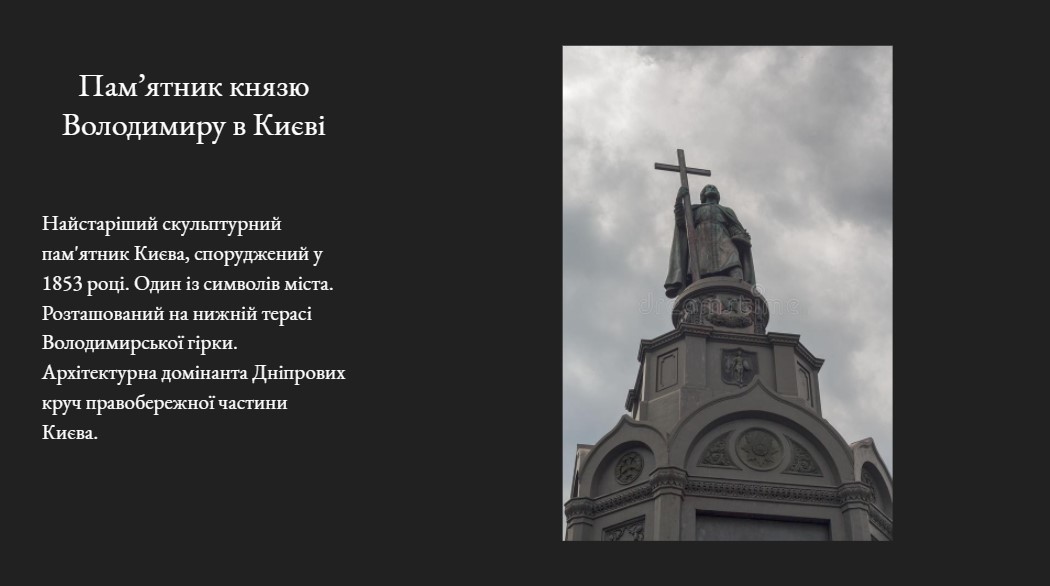 Пам’ятник князю
Володимиру в Києві
Найстаріший скульптурний
пам'ятник Києва, споруджений у
1853 році. Один із символів міста.
Розташований на нижній терасі
Володимирської гірки.
Архітектурна домінанта Дніпрових
круч правобережної частини
Києва.
dreamstime